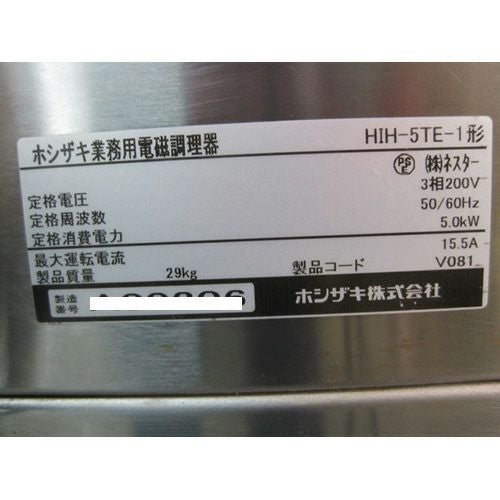 ホシザキ業務用電磁調理器 HIH-5TE-1形
PSE ㈱ネスター
定格電圧 3相200V
定格周波数 50/60Hz
定格消費電力 5.0kW
最大運転電流 15.5A
製品質量 29kg 製品コード V081
製造番号 ホシザキ株式会社